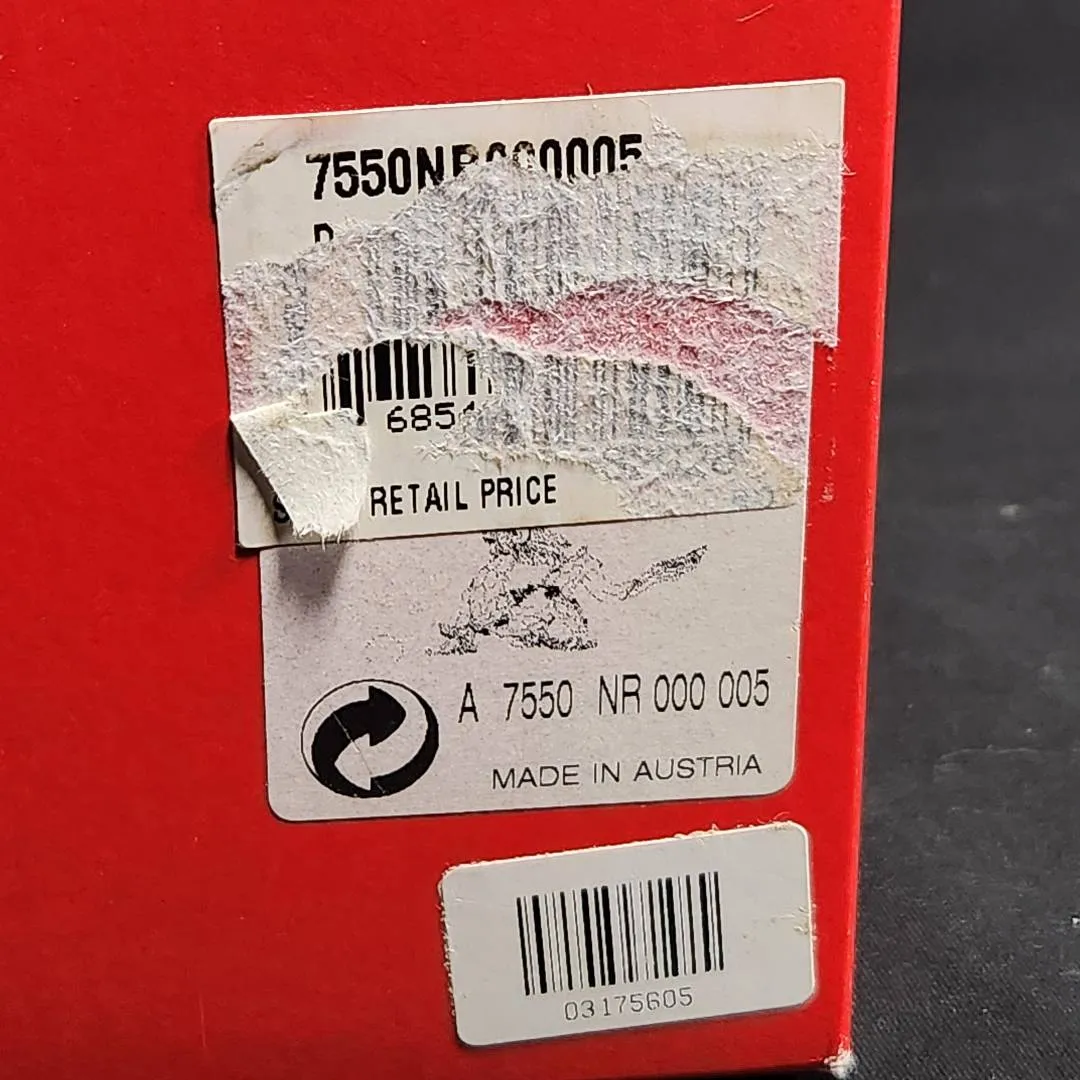 7550NR000005
685
RETAIL PRICE
A 7550 NR 000 005
MADE IN AUSTRIA
03175605